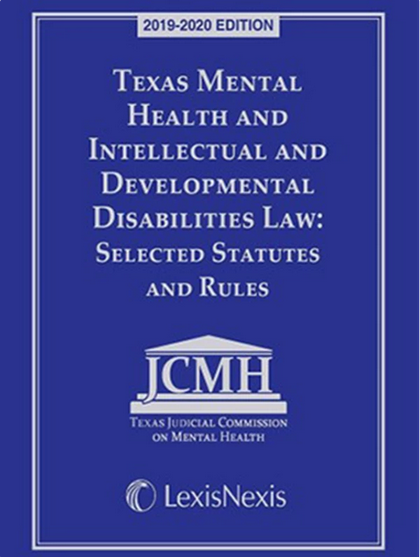 2019-2020 EDITION
TEXAS MENTAL
HEALTH AND
INTELLECTUAL AND
DEVELOPMENTAL
DISABILITIES LAW:
SELECTED STATUTES
AND RULES
JCMH
TEXAS JUDICIAL COMMISSION
ON MENTAL HEALTH
LexisNexis